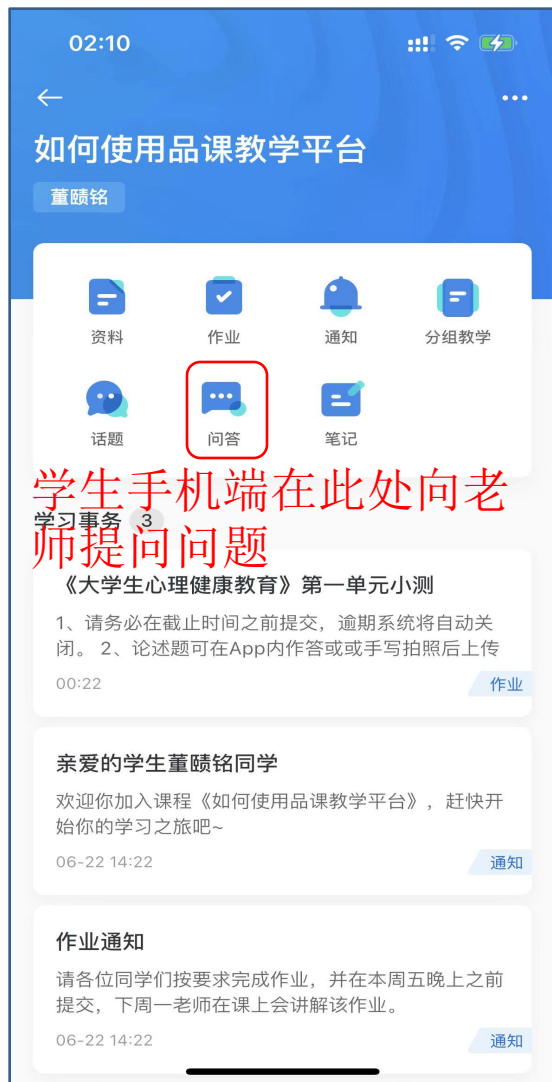 02:10
如何使用品课教学平台
董赜铭
资料
作业
通知
分组教学
话题
问答
笔记
学生手机端在此处向老
师提问问题
学习事务 3
《大学生心理健康教育》第一单元小测
1、请务必在截止时间之前提交，逾期系统将自动关
闭。 2、论述题可在App内作答或或手写拍照后上传
00:22
作业
亲爱的学生董赜铭同学
欢迎你加入课程《如何使用品课教学平台》，赶快开
始你的学习之旅吧~
06-22 14:22
通知
作业通知
请各位同学们按要求完成作业，并在本周五晚上之前
提交，下周一老师在课上会讲解该作业。
06-22 14:22
通知